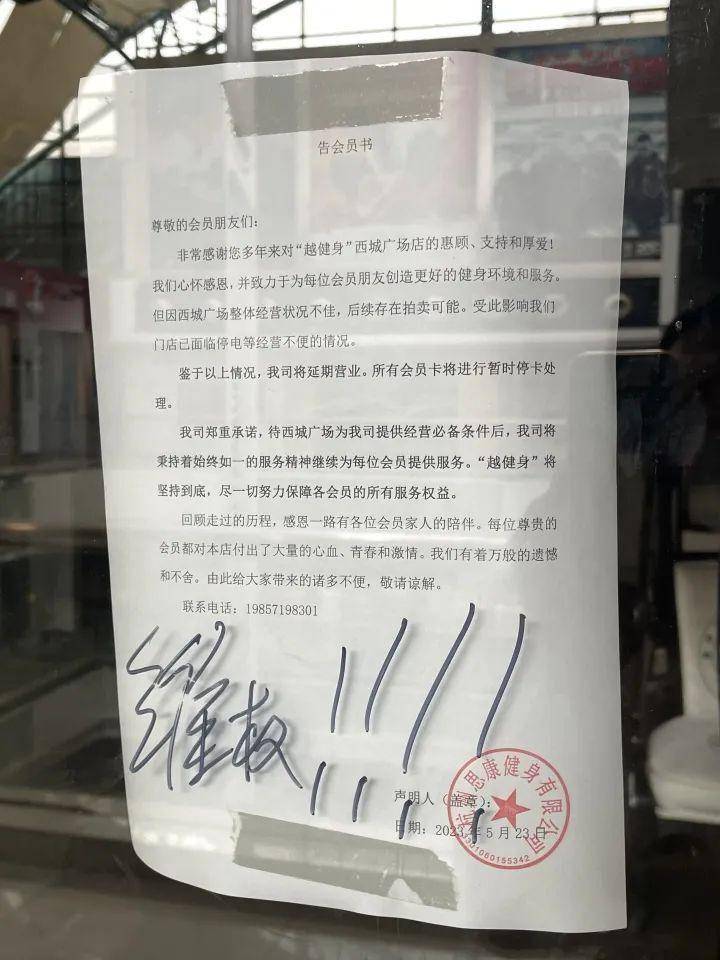 告会员书
尊敬的会员朋友们：
非常感谢您多年来对“越健身”西城广场店的惠顾、支持和厚爱！
我们心怀感恩，并致力于为每位会员朋友创造更好的健身环境和服务。
但因西城广场整体经营状况不佳，后续存在拍卖可能。受此影响我们
门店已面临停电等经营不便的情况。
鉴于以上情况，我司将延期营业。所有会员卡将进行暂时停卡处
理。
我司郑重承诺，待西城广场为我司提供经营必备条件后，我司将
秉持着始终如一的服务精神继续为每位会员提供服务。“越健身”将
坚持到底，尽一切努力保障各会员的所有服务权益。
回顾走过的历程，感恩一路有各位会员家人的陪伴。每位尊贵的
会员都对本店付出了大量的心血、青春和激情。我们有着万般的遗憾
和不舍。由此给大家带来的诸多不便，敬请谅解。
联系电话：19857198301
维权！！！！！
声明人（盖章）：
日期：2023年5月23日
思康健身有限公司